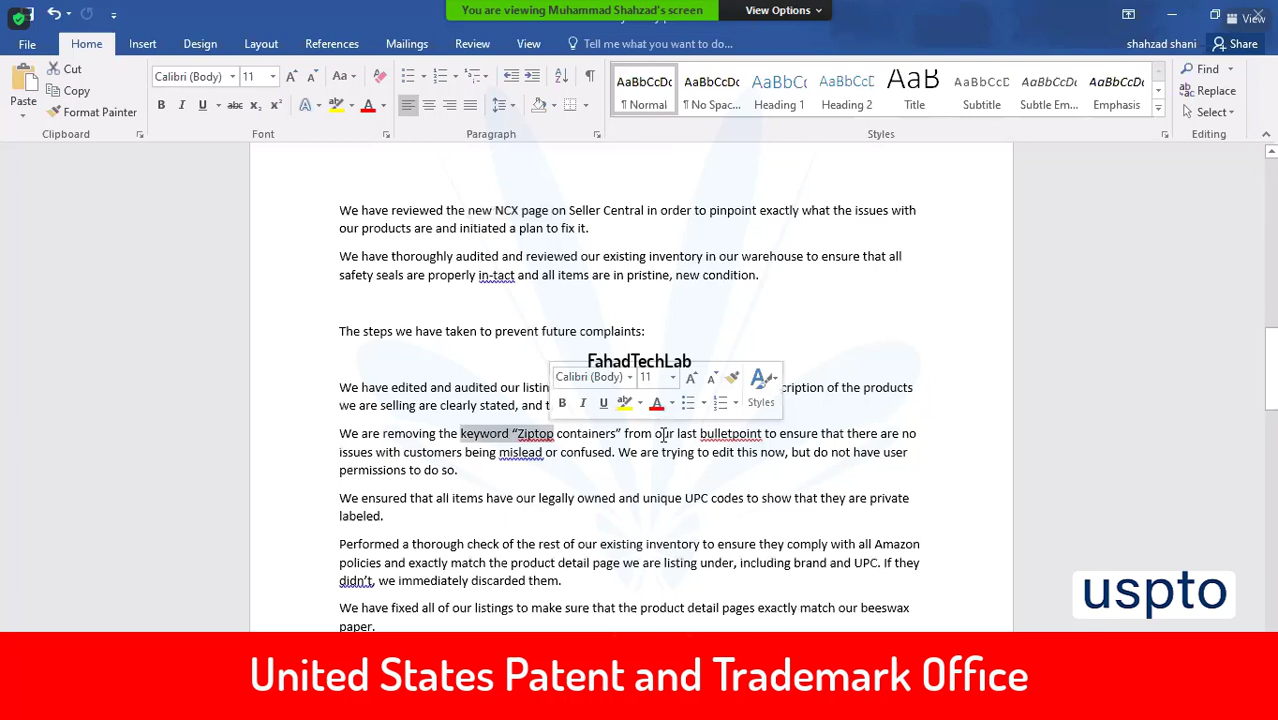 You are viewing Muhammad Shahzad's screen
View Options
View
File
Home
Insert
Design
Layout
References
Mailings
Review
View
Tell me what you want to do...
shahzad shani
Share
Paste
Cut
Copy
Format Painter
Calibri (Body)
11
AaBbCcDc
AaBbCcDc
AaBbCc
AaBbCcD
AaB
AaBbCcD
AaBbCcDc
AaBbCcDc
¶ Normal
¶ No Spac...
Heading 1
Heading 2
Title
Subtitle
Subtle Em...
Emphasis
Find
Replace
Select
Clipboard
Font
Paragraph
Styles
Editing
We have reviewed the new NCX page on Seller Central in order to pinpoint exactly what the issues with
our products are and initiated a plan to fix it.
We have thoroughly audited and reviewed our existing inventory in our warehouse to ensure that all
safety seals are properly in-tact and all items are in pristine, new condition.
The steps we have taken to prevent future complaints:
FahadTechLab
Calibri (Body)
11
Styles
We have edited and audited our listin cription of the products
we are selling are clearly stated, and t
We are removing the keyword “Ziptop containers” from our last bulletpoint to ensure that there are no
issues with customers being mislead or confused. We are trying to edit this now, but do not have user
permissions to do so.
We ensured that all items have our legally owned and unique UPC codes to show that they are private
labeled.
Performed a thorough check of the rest of our existing inventory to ensure they comply with all Amazon
policies and exactly match the product detail page we are listing under, including brand and UPC. If they
didn’t, we immediately discarded them.
We have fixed all of our listings to make sure that the product detail pages exactly match our beeswax
paper.
uspto
United States Patent and Trademark Office